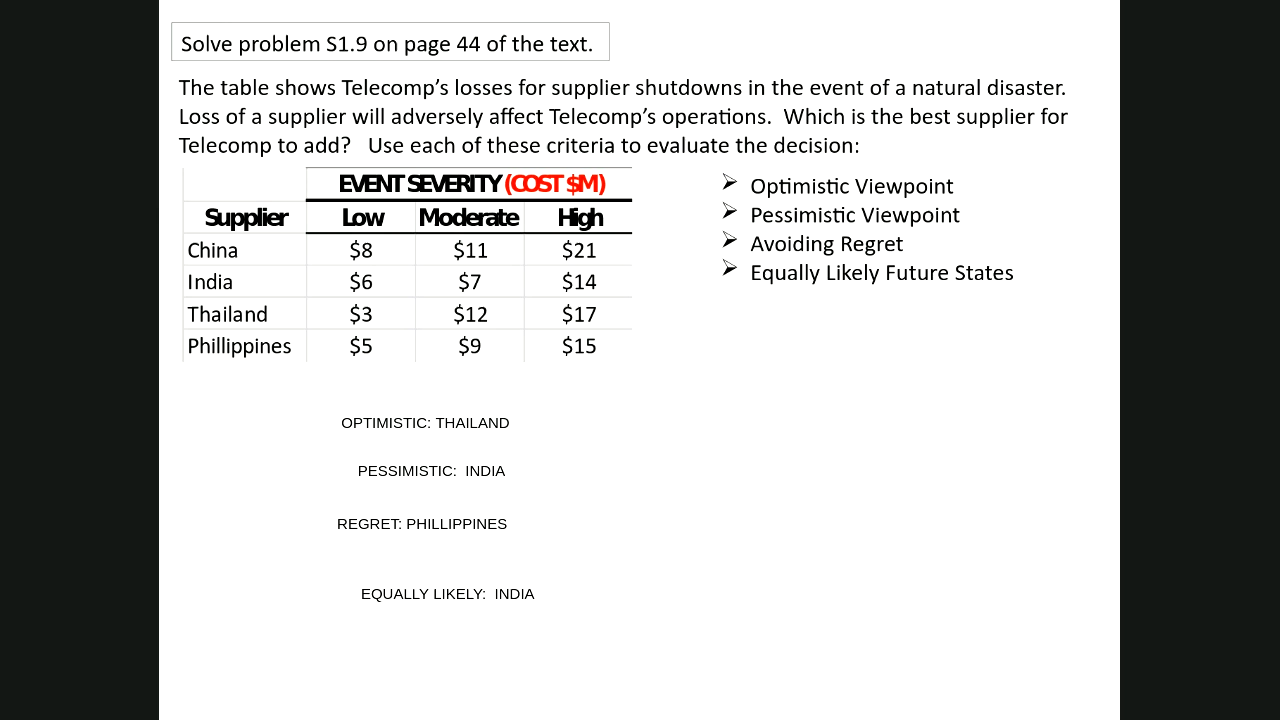 Solve problem S1.9 on page 44 of the text.
The table shows Telecomp’s losses for supplier shutdowns in the event of a natural disaster.
Loss of a supplier will adversely affect Telecomp’s operations.  Which is the best supplier for
Telecomp to add?   Use each of these criteria to evaluate the decision:
EVENT SEVERITY (COST $M)
Supplier Low Moderate High
China $8 $11 $21
India $6 $7 $14
Thailand $3 $12 $17
Phillippines $5 $9 $15
Optimistic Viewpoint
Pessimistic Viewpoint
Avoiding Regret
Equally Likely Future States
OPTIMISTIC: THAILAND
PESSIMISTIC:  INDIA
REGRET: PHILLIPPINES
EQUALLY LIKELY:  INDIA